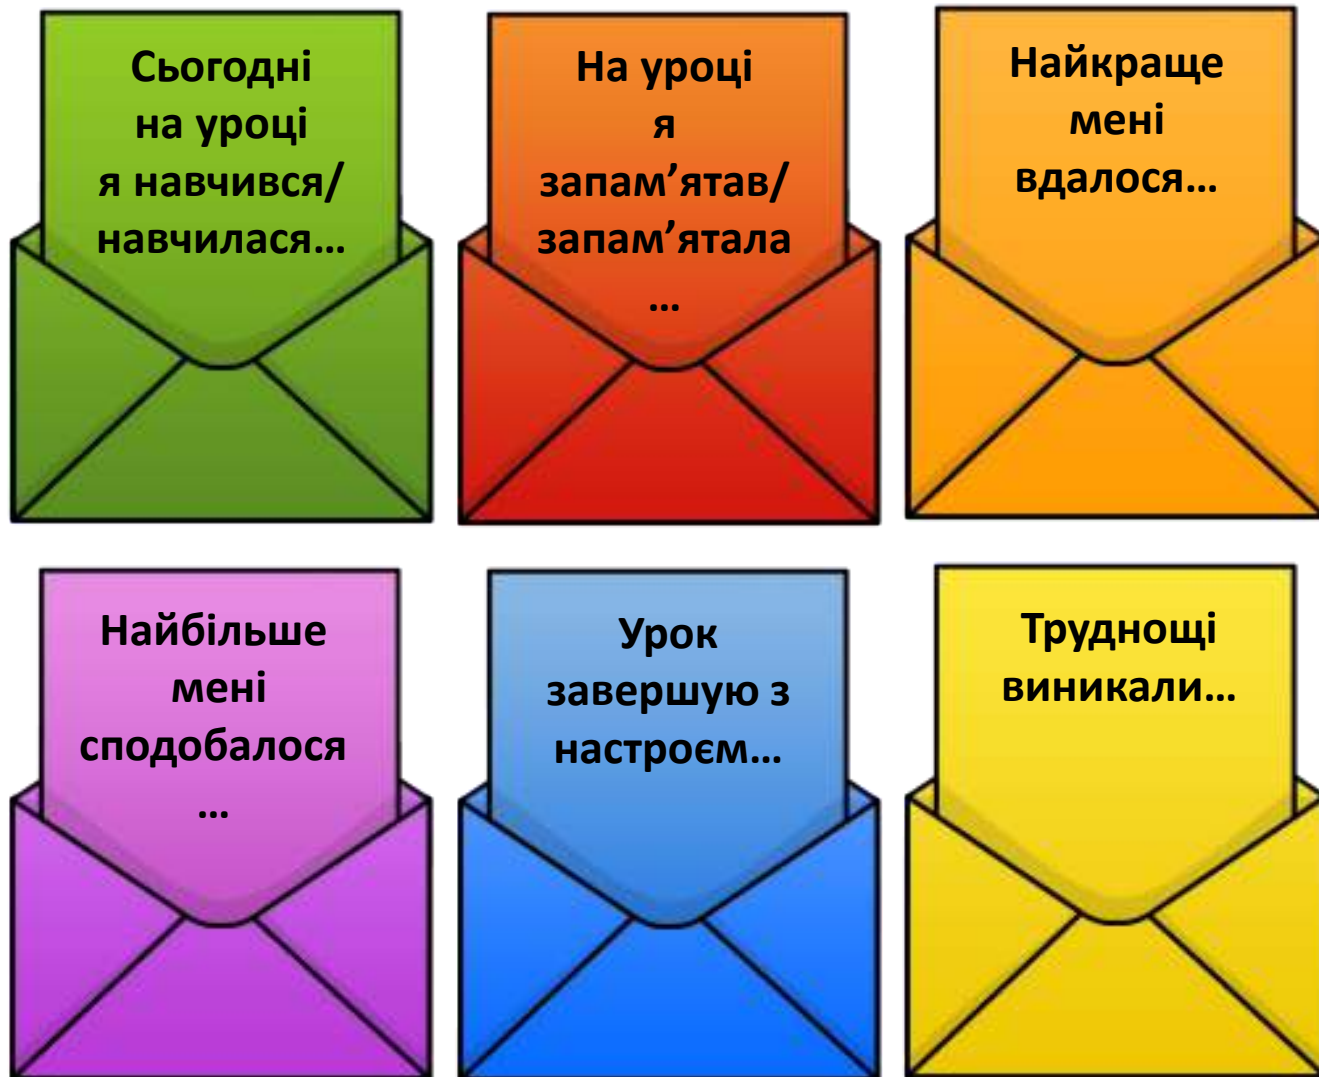 Сьогодні
на уроці
я навчився/
навчилася…
На уроці
я
запам’ятав/
запам’ятала
…
Найкраще
мені
вдалося…
Найбільше
мені
сподобалося
…
Урок
завершую з
настроєм…
Труднощі
виникали…